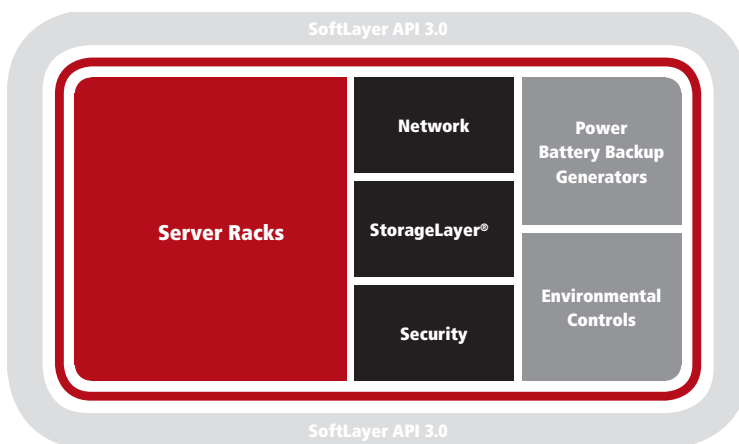 SoftLayer API 3.0
Server Racks
Network
StorageLayer®
Security
Power
Battery Backup
Generators
Environmental
Controls
SoftLayer API 3.0